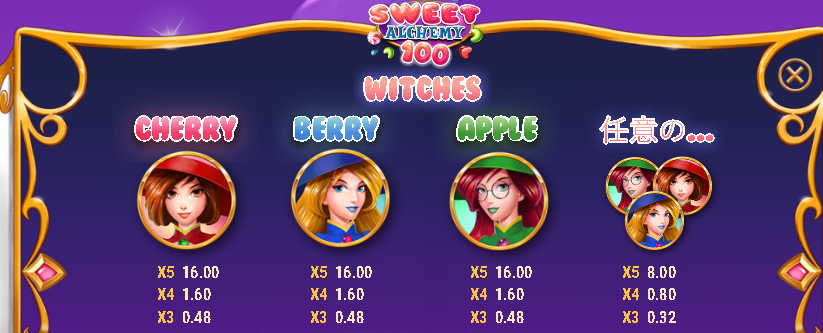 SWEET
ALCHEMY
100
WITCHES
CHERRY BERRY APPLE 任意の...
X5 16.00 X5 16.00 X5 16.00 X5 8.00
X4 1.60 X4 1.60 X4 1.60 X4 0.80
X3 0.48 X3 0.48 X3 0.48 X3 0.32